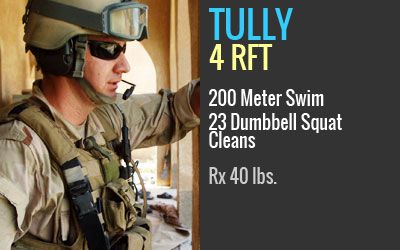 TULLY
4 RFT
200 Meter Swim
23 Dumbbell Squat
Cleans
Rx 40 lbs.